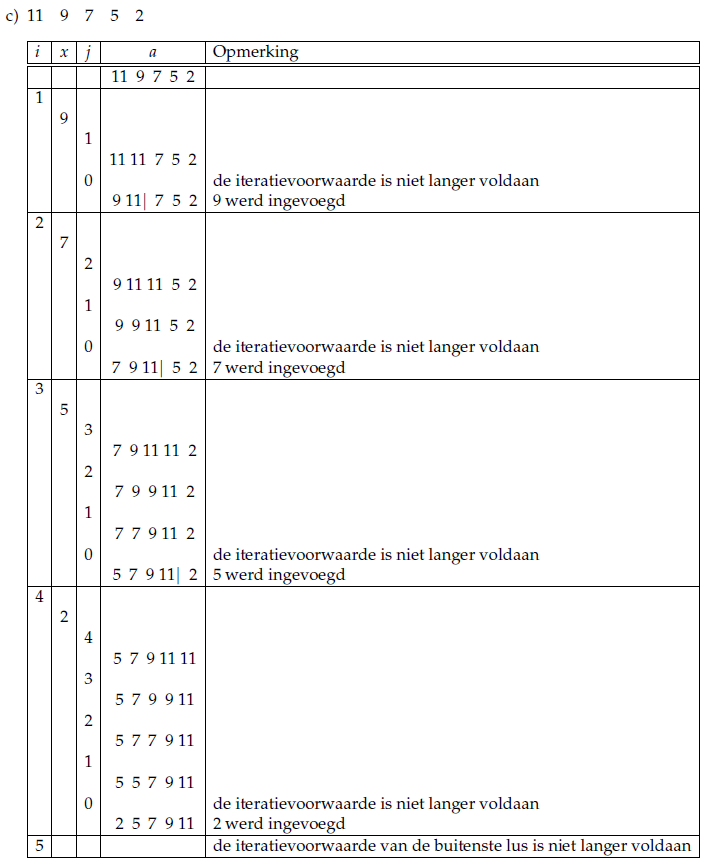 c) 11 9 7 5 2
i x j a Opmerking
11 9 7 5 2
1
9
1
11 11 7 5 2
0 de iteratievoorwaarde is niet langer voldaan
9 11| 7 5 2 9 werd ingevoegd
2
7
2
9 11 11 5 2
1
9 9 11 5 2
0 de iteratievoorwaarde is niet langer voldaan
7 9 11| 5 2 7 werd ingevoegd
3
5
3
7 9 11 11 2
2
7 9 9 11 2
1
7 7 9 11 2
0 de iteratievoorwaarde is niet langer voldaan
5 7 9 11| 2 5 werd ingevoegd
4
2
4
5 7 9 11 11
3
5 7 9 9 11
2
5 7 7 9 11
1
5 5 7 9 11
0 de iteratievoorwaarde is niet langer voldaan
2 5 7 9 11 2 werd ingevoegd
5 de iteratievoorwaarde van de buitenste lus is niet langer voldaan